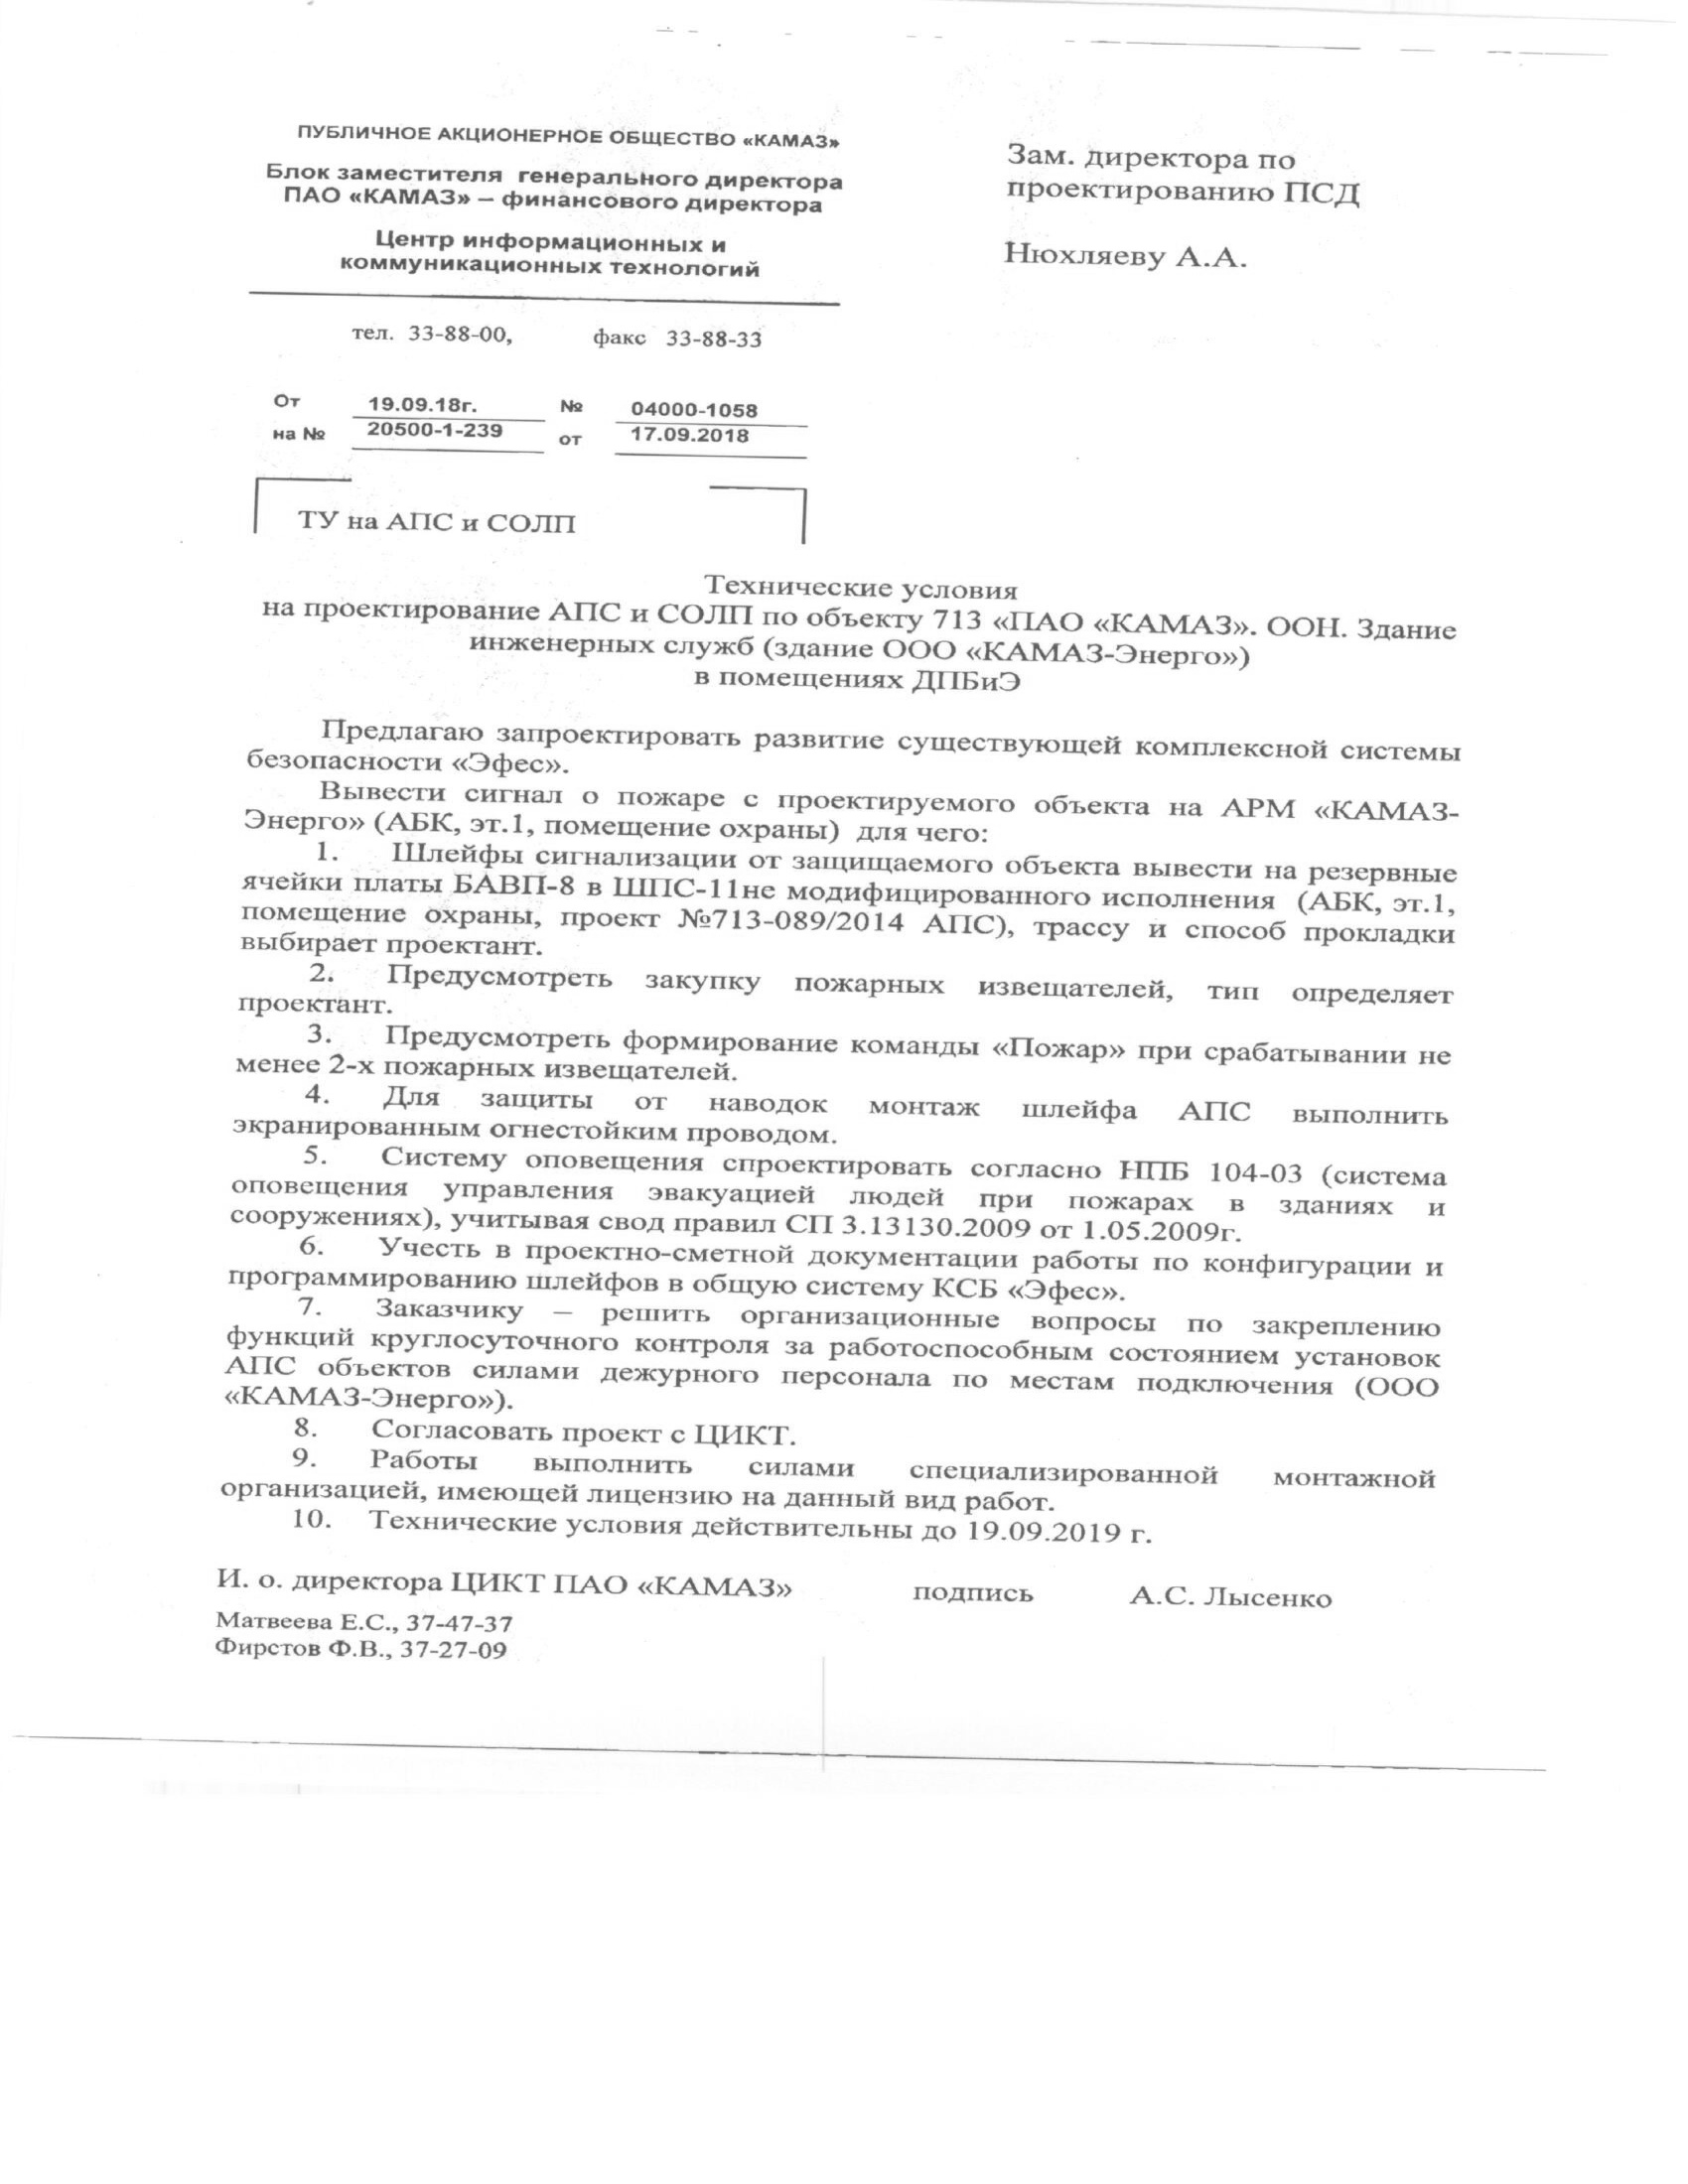 ПУБЛИЧНОЕ АКЦИОНЕРНОЕ ОБЩЕСТВО «КАМАЗ»
Блок заместителя генерального директора
ПАО «КАМАЗ» – финансового директора
Центр информационных и
коммуникационных технологий
тел. 33-88-00, факс 33-88-33
От 19.09.18г. № 04000-1058
на № 20500-1-239 от 17.09.2018
Зам. директора по
проектированию ПСД
Нюхляеву А.А.
ТУ на АПС и СОЛП
Технические условия
на проектирование АПС и СОЛП по объекту 713 «ПАО «КАМАЗ». ООН. Здание
инженерных служб (здание ООО «КАМАЗ-Энерго»)
в помещениях ДПБиЭ
Предлагаю запроектировать развитие существующей комплексной системы
безопасности «Эфес».
Вывести сигнал о пожаре с проектируемого объекта на АРМ «КАМАЗ-
Энерго» (АБК, эт.1, помещение охраны) для чего:
1. Шлейфы сигнализации от защищаемого объекта вывести на резервные
ячейки платы БАВП-8 в ШПС-11не модифицированного исполнения (АБК, эт.1,
помещение охраны, проект №713-089/2014 АПС), трассу и способ прокладки
выбирает проектант.
2. Предусмотреть закупку пожарных извещателей, тип определяет
проектант.
3. Предусмотреть формирование команды «Пожар» при срабатывании не
менее 2-х пожарных извещателей.
4. Для защиты от наводок монтаж шлейфа АПС выполнить
экранированным огнестойким проводом.
5. Систему оповещения спроектировать согласно НПБ 104-03 (система
оповещения управления эвакуацией людей при пожарах в зданиях и
сооружениях), учитывая свод правил СП 3.13130.2009 от 1.05.2009г.
6. Учесть в проектно-сметной документации работы по конфигурации и
программированию шлейфов в общую систему КСБ «Эфес».
7. Заказчику – решить организационные вопросы по закреплению
функций круглосуточного контроля за работоспособным состоянием установок
АПС объектов силами дежурного персонала по местам подключения (ООО
«КАМАЗ-Энерго»).
8. Согласовать проект с ЦИКТ.
9. Работы выполнить силами специализированной монтажной
организацией, имеющей лицензию на данный вид работ.
10. Технические условия действительны до 19.09.2019 г.
И. о. директора ЦИКТ ПАО «КАМАЗ» подпись А.С. Лысенко
Матвеева Е.С., 37-47-37
Фирстов Ф.В., 37-27-09